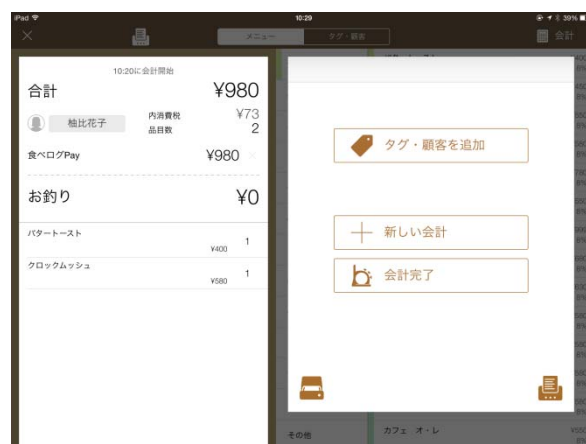 iPad
10:29
39%
メニュー
タグ・顧客
会計
10:20に会計開始
合計 ¥980
柚比花子
内消費税 ¥73
品目数 2
食べログPay ¥980
お釣り ¥0
バタートースト
¥400 1
クロックムッシュ
¥580 1
タグ・顧客を追加
新しい会計
会計完了
その他
カフェ オ・レ
¥550